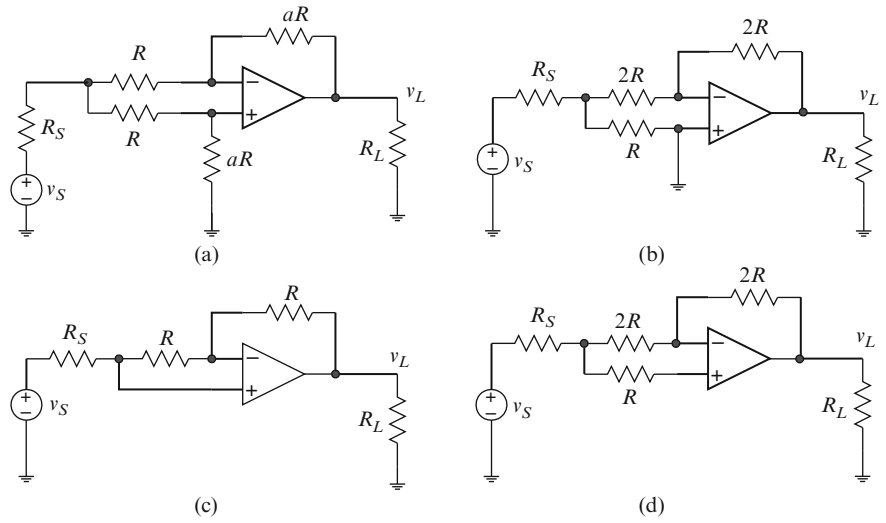 aR
R
− +
R
aR
R_S
+ −
v_S
v_L
R_L
(a)
2R
R_S
2R
− +
R
+ −
v_S
v_L
R_L
(b)
R
R_S
R
− +
+ −
v_S
v_L
R_L
(c)
2R
R_S
2R
− +
R
+ −
v_S
v_L
R_L
(d)